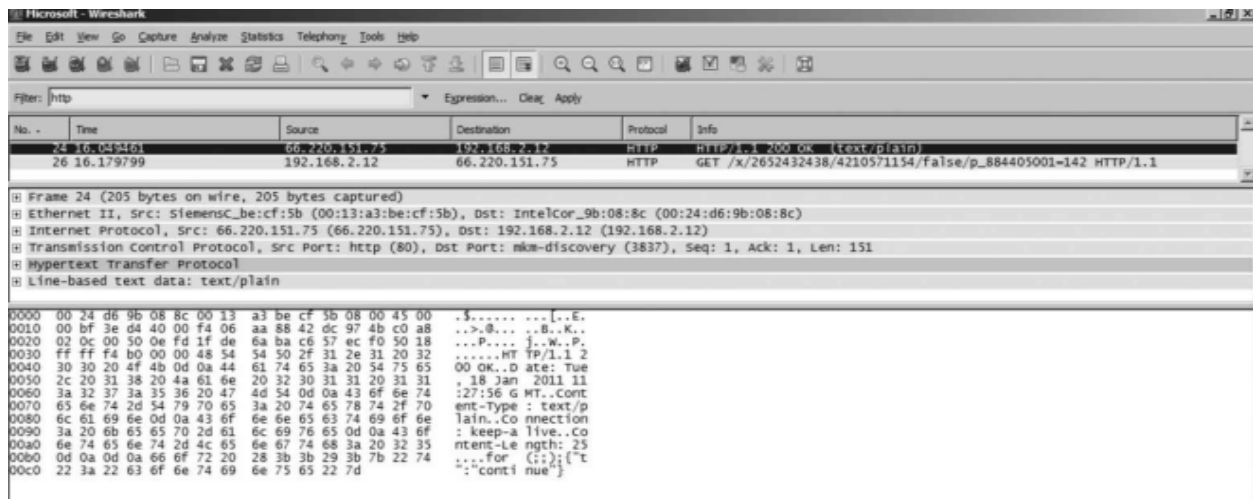 Microsoft - Wireshark
File Edit View Go Capture Analyze Statistics Telephony Tools Help
Filter: http Expression... Clear Apply
No. - Time Source Destination Protocol Info
24 16.049461 66.220.151.75 192.168.2.12 HTTP HTTP/1.1 200 OK (text/plain)
26 16.179799 192.168.2.12 66.220.151.75 HTTP GET /x/2652432438/4210571154/false/p_884405001=142 HTTP/1.1
Frame 24 (205 bytes on wire, 205 bytes captured)
Ethernet II, Src: SiemensC_be:cf:5b (00:13:a3:be:cf:5b), Dst: IntelCor_9b:08:8c (00:24:d6:9b:08:8c)
Internet Protocol, Src: 66.220.151.75 (66.220.151.75), Dst: 192.168.2.12 (192.168.2.12)
Transmission Control Protocol, Src Port: http (80), Dst Port: mkm-discovery (3837), Seq: 1, Ack: 1, Len: 151
Hypertext Transfer Protocol
Line-based text data: text/plain
0000 00 24 d6 9b 08 8c 00 13 a3 be cf 5b 08 00 45 00 .$...... ...[..E.
0010 00 bf 3e d4 40 00 f4 06 aa 88 42 dc 97 4b c0 a8 ..>.@... ..B..K..
0020 02 0c 00 50 0e fd 1f de 6a ba c6 57 ec f0 50 18 ...P.... j..W..P.
0030 ff ff f4 b0 00 00 48 54 54 50 2f 31 2e 31 20 32 ......HT TP/1.1 2
0040 30 30 20 4f 4b 0d 0a 44 61 74 65 3a 20 54 75 65 00 OK..D ate: Tue
0050 2c 20 31 38 20 4a 61 6e 20 32 30 31 31 20 31 31 , 18 Jan 2011 11
0060 3a 32 37 3a 35 36 20 47 4d 54 0d 0a 43 6f 6e 74 :27:56 G MT..Cont
0070 65 6e 74 2d 54 79 70 65 3a 20 74 65 78 74 2f 70 ent-Type : text/p
0080 6c 61 69 6e 0d 0a 43 6f 6e 6e 65 63 74 69 6f 6e lain..Co nnection
0090 3a 20 6b 65 65 70 2d 61 6c 69 76 65 0d 0a 43 6f : keep-a live..Co
00a0 6e 74 65 6e 74 2d 4c 65 6e 67 74 68 3a 20 32 35 ntent-Le ngth: 25
00b0 0d 0a 0d 0a 66 6f 72 20 28 3b 3b 29 3b 7b 22 74 ....for (;;);{"t
00c0 22 3a 22 63 6f 6e 74 69 6e 75 65 22 7d ":"conti nue"}